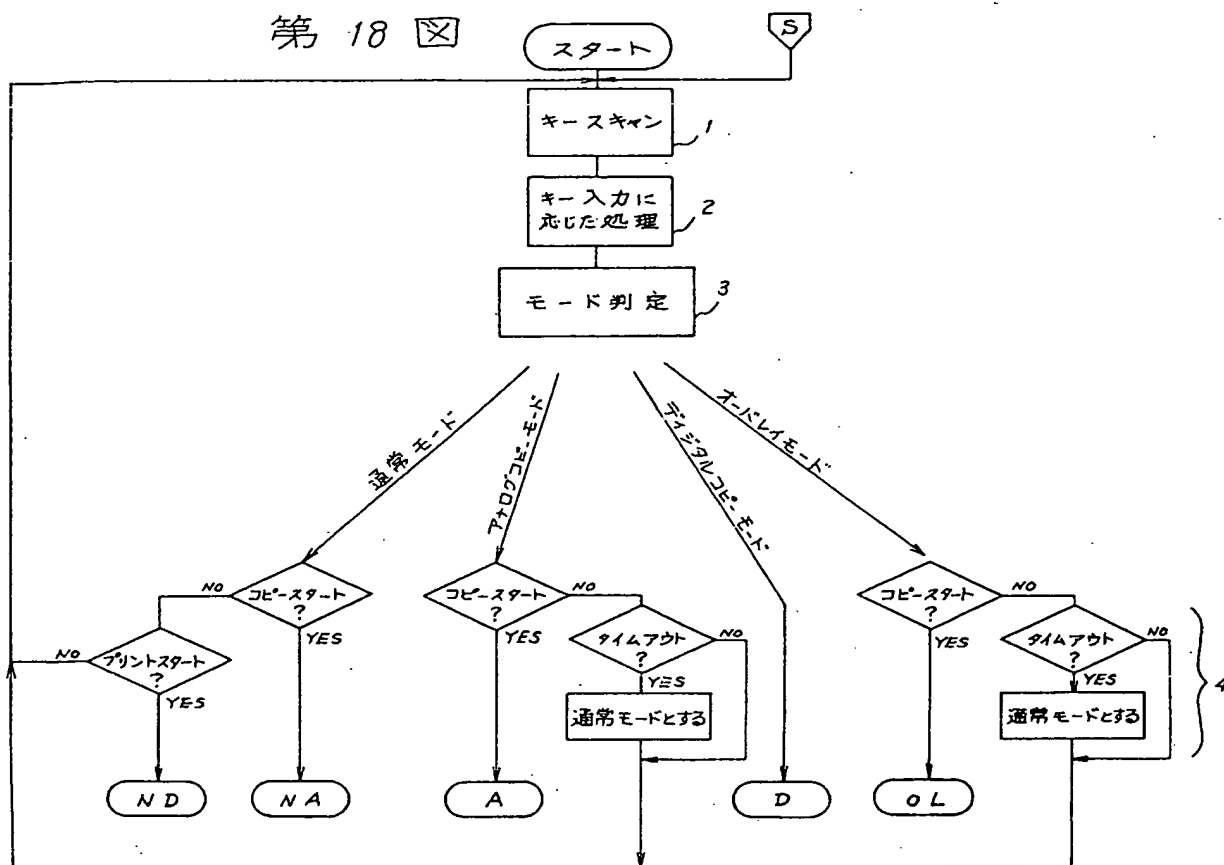 第 18 図
S
スタート
キースキャン
1
キー入力に
応じた処理
2
モード判定
3
通常モード
アナログコピーモード
ディジタルコピーモード
オーバレイモード
コピースタート
?
NO
YES
プリントスタート
?
NO
YES
コピースタート
?
NO
YES
タイムアウト
?
NO
YES
通常モードとする
コピースタート
?
NO
YES
タイムアウト
?
NO
YES
通常モードとする
4
ND
NA
A
D
OL